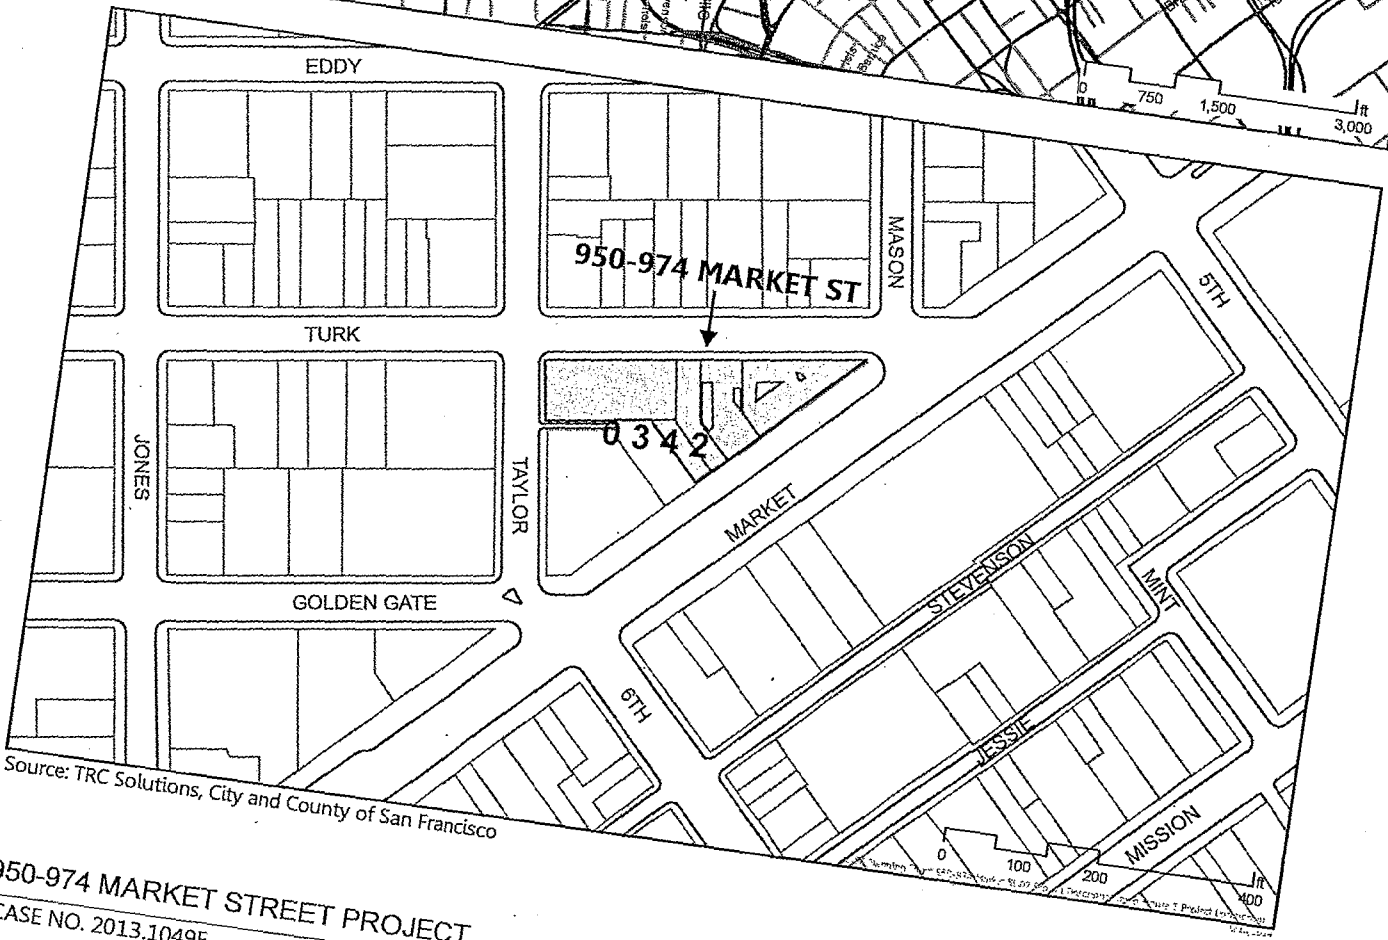 0 750 1,500 3,000
ft
EDDY
MASON
950-974 MARKET ST
5TH
TURK
JONES
TAYLOR
0342
MARKET
STEVENSON
MINT
GOLDEN GATE
6TH
JESSIE
MISSION
0 100 200 400
ft
Source: TRC Solutions, City and County of San Francisco
950-974 MARKET STREET PROJECT
CASE NO. 2013.1049E